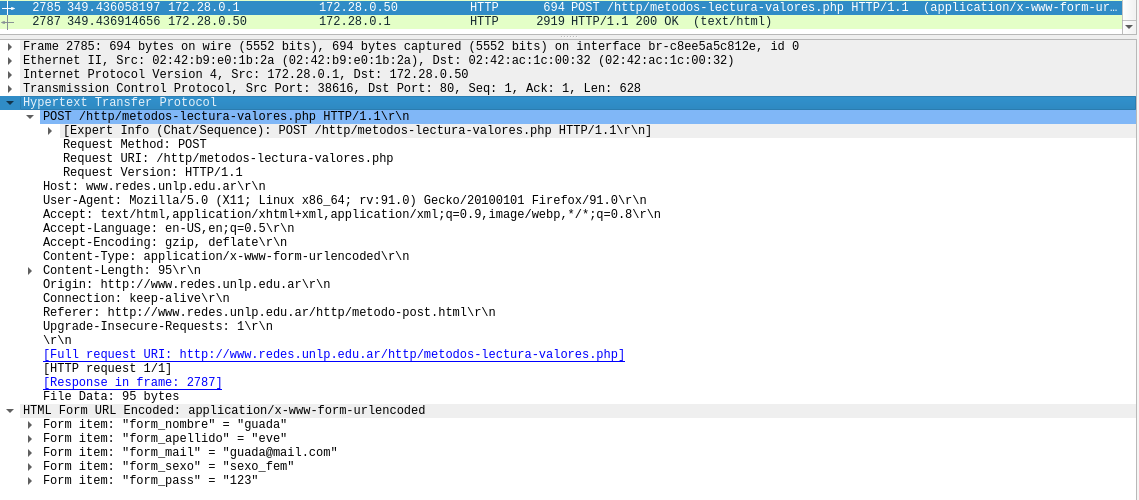 2785 349.436058197 172.28.0.1 172.28.0.50 HTTP 694 POST /http/metodos-lectura-valores.php HTTP/1.1 (application/x-www-form-ur…
2787 349.436914656 172.28.0.50 172.28.0.1 HTTP 2919 HTTP/1.1 200 OK (text/html)
Frame 2785: 694 bytes on wire (5552 bits), 694 bytes captured (5552 bits) on interface br-c8ee5a5c812e, id 0
Ethernet II, Src: 02:42:b9:e0:1b:2a (02:42:b9:e0:1b:2a), Dst: 02:42:ac:1c:00:32 (02:42:ac:1c:00:32)
Internet Protocol Version 4, Src: 172.28.0.1, Dst: 172.28.0.50
Transmission Control Protocol, Src Port: 38616, Dst Port: 80, Seq: 1, Ack: 1, Len: 628
Hypertext Transfer Protocol
POST /http/metodos-lectura-valores.php HTTP/1.1\r\n
[Expert Info (Chat/Sequence): POST /http/metodos-lectura-valores.php HTTP/1.1\r\n]
Request Method: POST
Request URI: /http/metodos-lectura-valores.php
Request Version: HTTP/1.1
Host: www.redes.unlp.edu.ar\r\n
User-Agent: Mozilla/5.0 (X11; Linux x86_64; rv:91.0) Gecko/20100101 Firefox/91.0\r\n
Accept: text/html,application/xhtml+xml,application/xml;q=0.9,image/webp,*/*;q=0.8\r\n
Accept-Language: en-US,en;q=0.5\r\n
Accept-Encoding: gzip, deflate\r\n
Content-Type: application/x-www-form-urlencoded\r\n
Content-Length: 95\r\n
Origin: http://www.redes.unlp.edu.ar\r\n
Connection: keep-alive\r\n
Referer: http://www.redes.unlp.edu.ar/http/metodo-post.html\r\n
Upgrade-Insecure-Requests: 1\r\n
\r\n
[Full request URI: http://www.redes.unlp.edu.ar/http/metodos-lectura-valores.php]
[HTTP request 1/1]
[Response in frame: 2787]
File Data: 95 bytes
HTML Form URL Encoded: application/x-www-form-urlencoded
Form item: "form_nombre" = "guada"
Form item: "form_apellido" = "eve"
Form item: "form_mail" = "guada@mail.com"
Form item: "form_sexo" = "sexo_fem"
Form item: "form_pass" = "123"